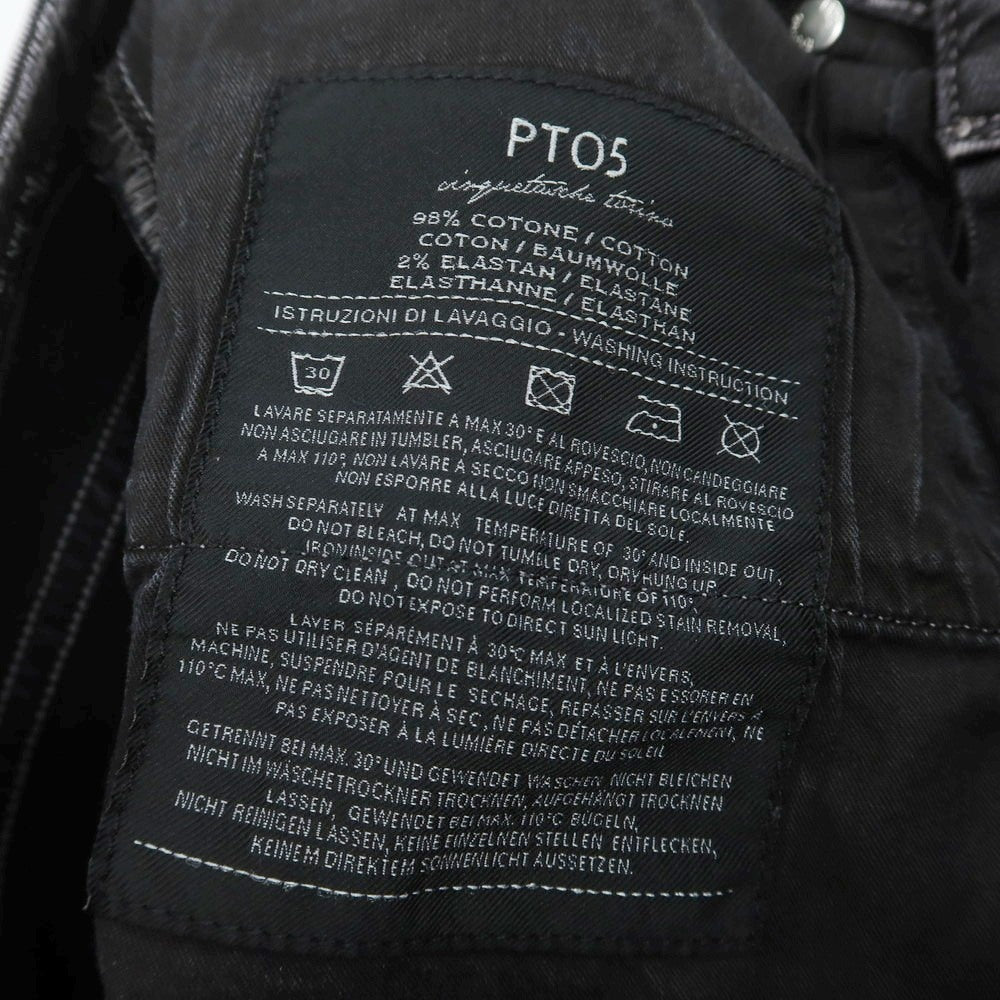 PT05
cinquetasche torino
98% COTONE / COTTON
COTON / BAUMWOLLE
2% ELASTAN / ELASTANE
ELASTHANNE / ELASTHAN
ISTRUZIONI DI LAVAGGIO - WASHING INSTRUCTION
30
LAVARE SEPARATAMENTE A MAX 30° E AL ROVESCIO, NON CANDEGGIARE
NON ASCIUGARE IN TUMBLER, ASCIUGARE APPESO, STIRARE AL ROVESCIO
A MAX 110°, NON LAVARE A SECCO NON SMACCHIARE LOCALMENTE
NON ESPORRE ALLA LUCE DIRETTA DEL SOLE.
WASH SEPARATELY AT MAX TEMPERATURE OF 30° AND INSIDE OUT,
DO NOT BLEACH, DO NOT TUMBLE DRY, DRY HUNG UP,
IRON INSIDE OUT AT MAX TEMPERATURE OF 110°,
DO NOT DRY CLEAN, DO NOT PERFORM LOCALIZED STAIN REMOVAL,
DO NOT EXPOSE TO DIRECT SUN LIGHT.
LAVER SÉPARÉMENT À 30°C MAX ET À L'ENVERS,
NE PAS UTILISER D'AGENT DE BLANCHIMENT, NE PAS ESSORER EN
MACHINE, SUSPENDRE POUR LE SECHAGE, REPASSER SUR L'ENVERS À
110°C MAX, NE PAS NETTOYER À SEC, NE PAS DÉTACHER LOCALEMENT, NE
PAS EXPOSER À LA LUMIÈRE DIRECTE DU SOLEIL
GETRENNT BEI MAX. 30° UND GEWENDET WASCHEN, NICHT BLEICHEN
NICHT IM WÄSCHETROCKNER TROCKNEN, AUFGEHÄNGT TROCKNEN
LASSEN, GEWENDET BEI MAX. 110°C BÜGELN,
NICHT REINIGEN LASSEN, KEINE EINZELNEN STELLEN ENTFLECKEN,
KEINEM DIREKTEM SONNENLICHT AUSSETZEN.